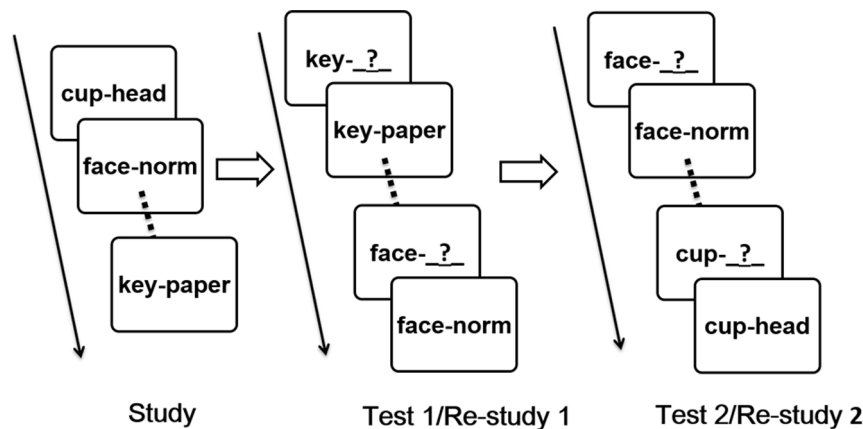 cup-head
face-norm
key-paper
Study
key-_?_
key-paper
face-_?_
face-norm
Test 1/Re-study 1
face-_?_
face-norm
cup-_?_
cup-head
Test 2/Re-study 2